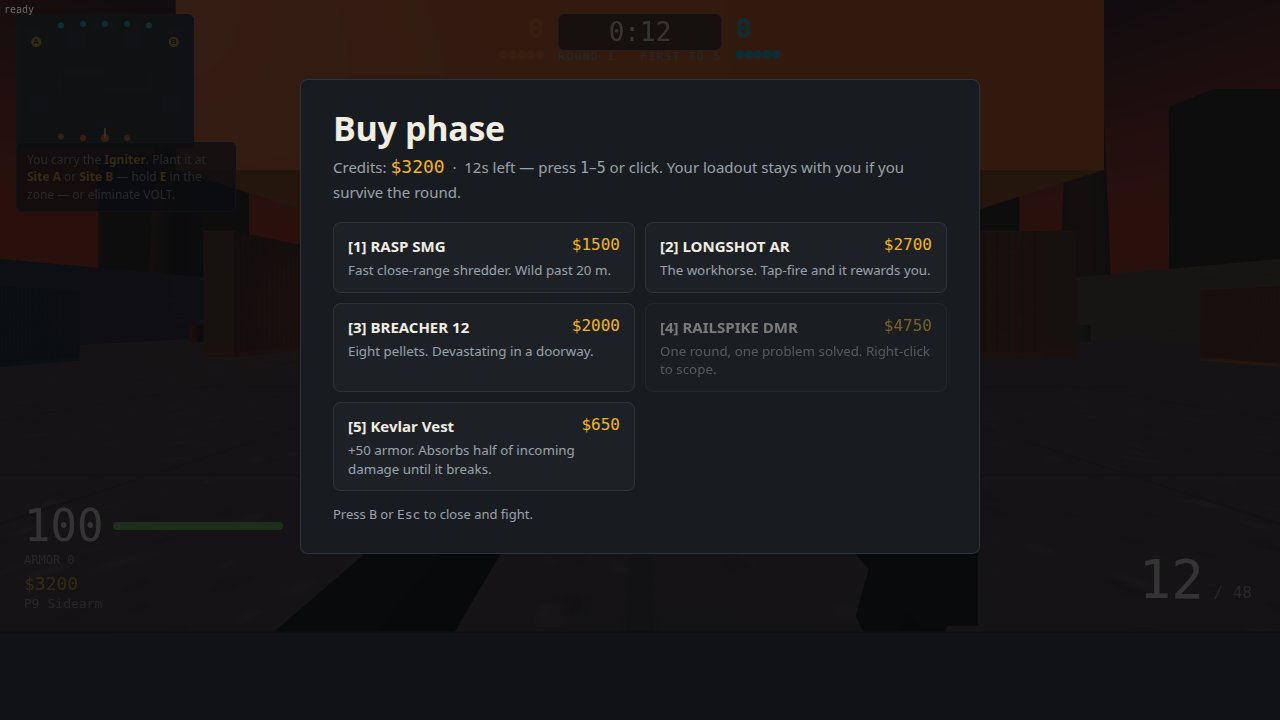 ready
A
B
0
0:12
0
ROUND 1 · FIRST TO 5
You carry the Igniter. Plant it at
Site A or Site B — hold E in the
zone — or eliminate VOLT.
Buy phase
Credits: $3200 · 12s left — press 1–5 or click. Your loadout stays with you if you
survive the round.
[1] RASP SMG $1500
Fast close-range shredder. Wild past 20 m.
[2] LONGSHOT AR $2700
The workhorse. Tap-fire and it rewards you.
[3] BREACHER 12 $2000
Eight pellets. Devastating in a doorway.
[4] RAILSPIKE DMR $4750
One round, one problem solved. Right-click
to scope.
[5] Kevlar Vest $650
+50 armor. Absorbs half of incoming
damage until it breaks.
Press B or Esc to close and fight.
100
ARMOR 0
$3200
P9 Sidearm
12 / 48